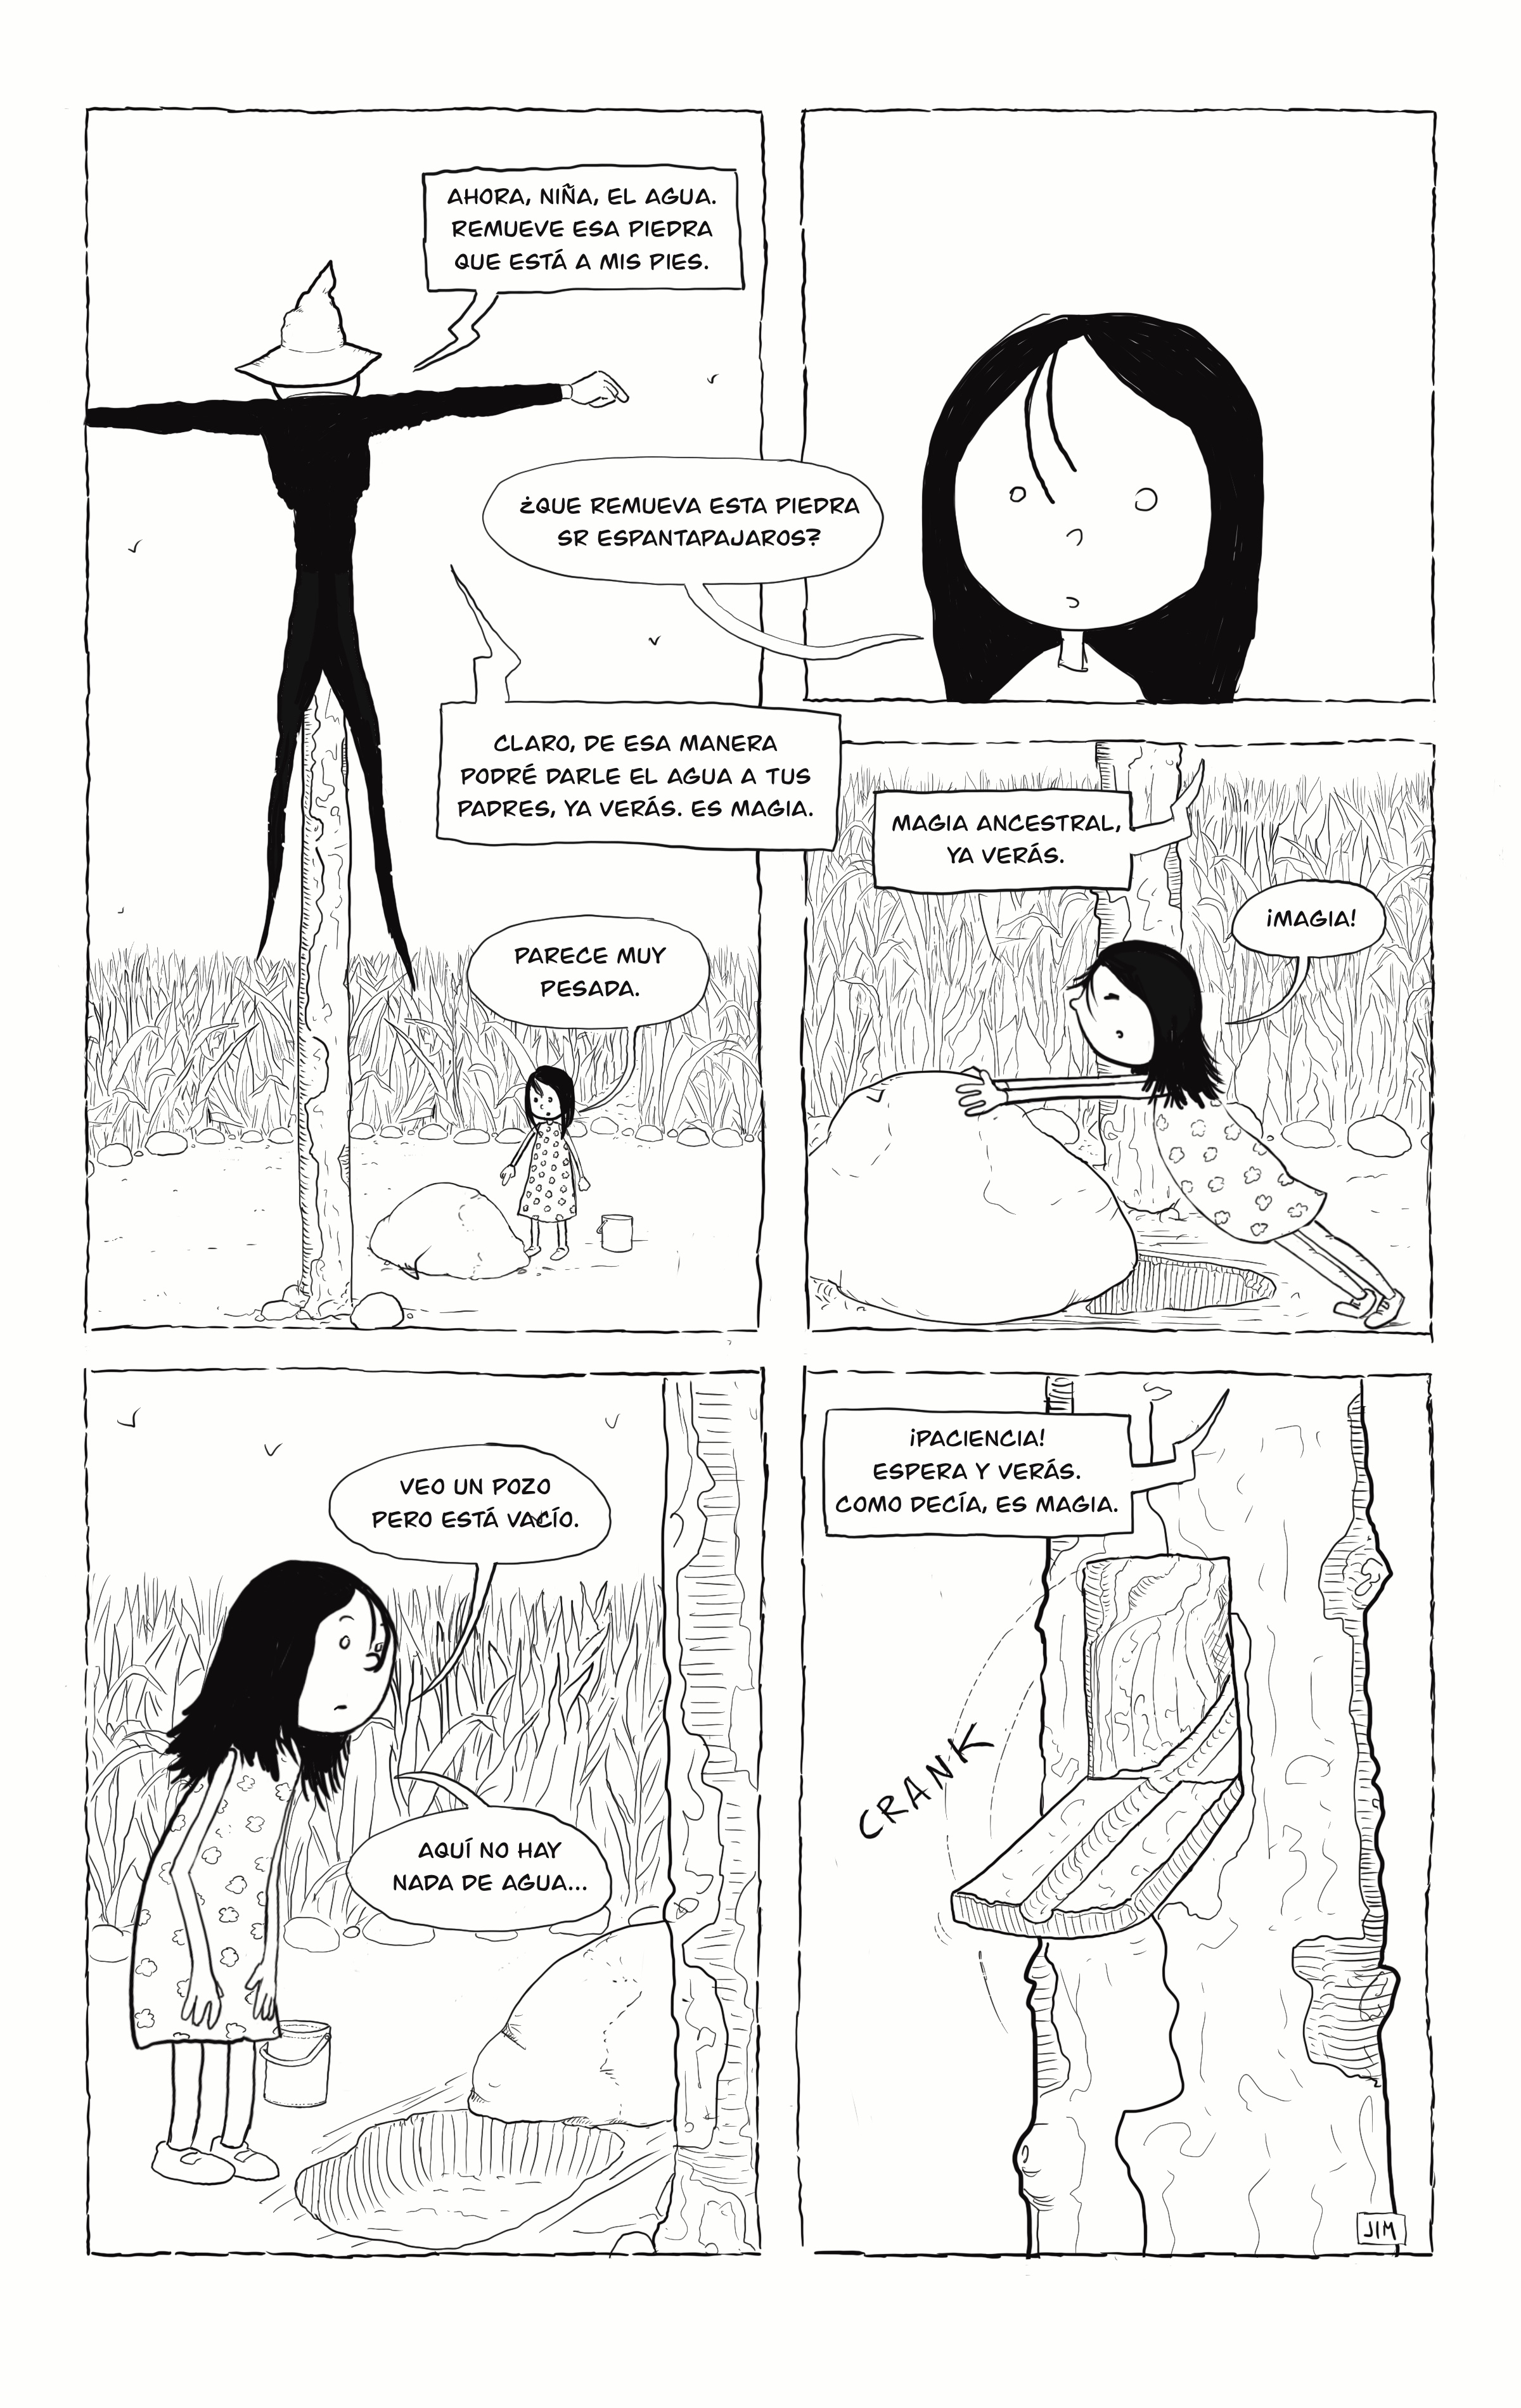 AHORA, NIÑA, EL AGUA.
REMUEVE ESA PIEDRA
QUE ESTÁ A MIS PIES.
¿QUE REMUEVA ESTA PIEDRA
SR ESPANTAPAJAROS?
CLARO, DE ESA MANERA
PODRÉ DARLE EL AGUA A TUS
PADRES, YA VERÁS. ES MAGIA.
PARECE MUY
PESADA.
MAGIA ANCESTRAL,
YA VERÁS.
¡MAGIA!
VEO UN POZO
PERO ESTÁ VACÍO.
AQUÍ NO HAY
NADA DE AGUA...
¡PACIENCIA!
ESPERA Y VERÁS.
COMO DECÍA, ES MAGIA.
CRANK
JIM